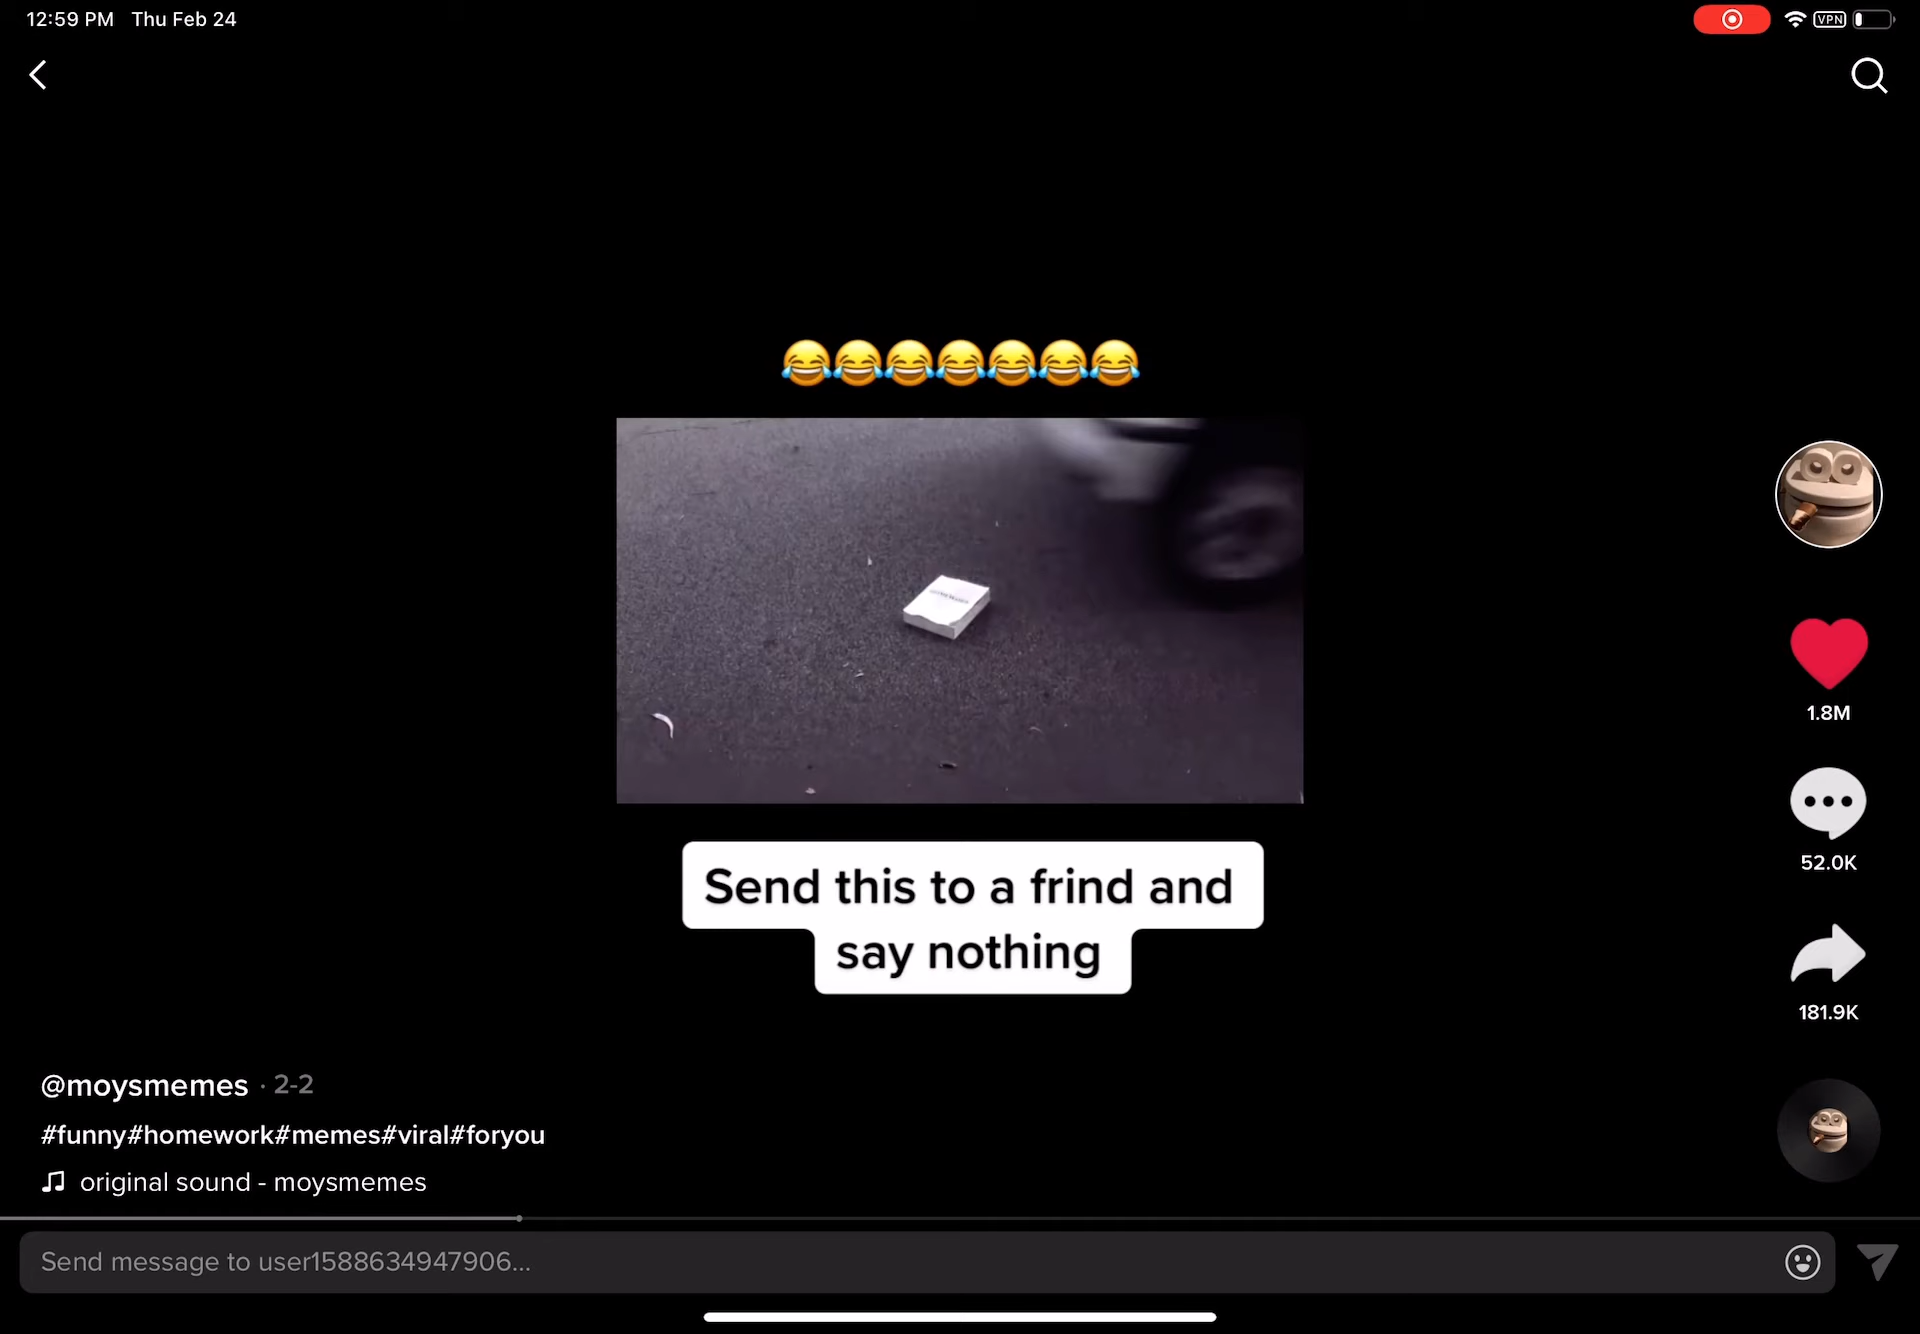 12:59 PM Thu Feb 24
VPN
😂😂😂😂😂😂😂
Send this to a frind and
say nothing
1.8M
52.0K
181.9K
@moysmemes · 2-2
#funny#homework#memes#viral#foryou
original sound - moysmemes
Send message to user1588634947906...